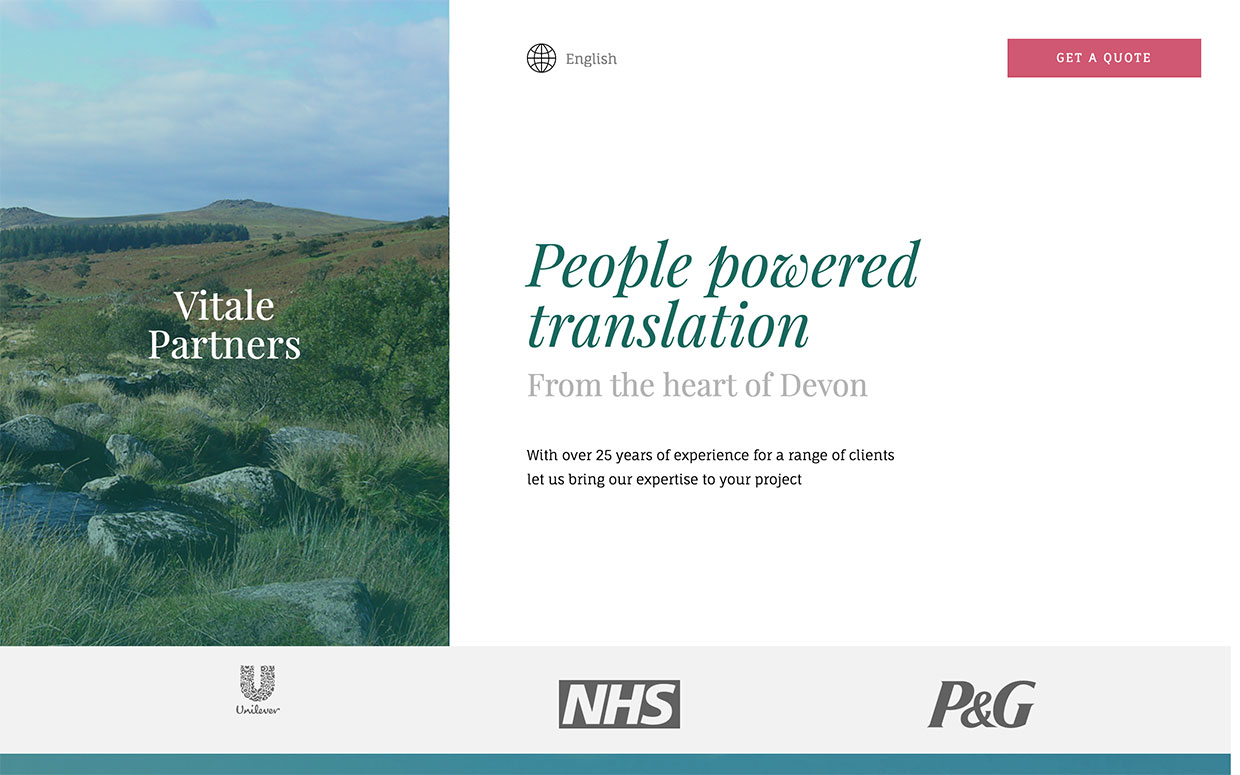 English
GET A QUOTE
Vitale
Partners
People powered
translation
From the heart of Devon
With over 25 years of experience for a range of clients
let us bring our expertise to your project
Unilever
NHS
P&G